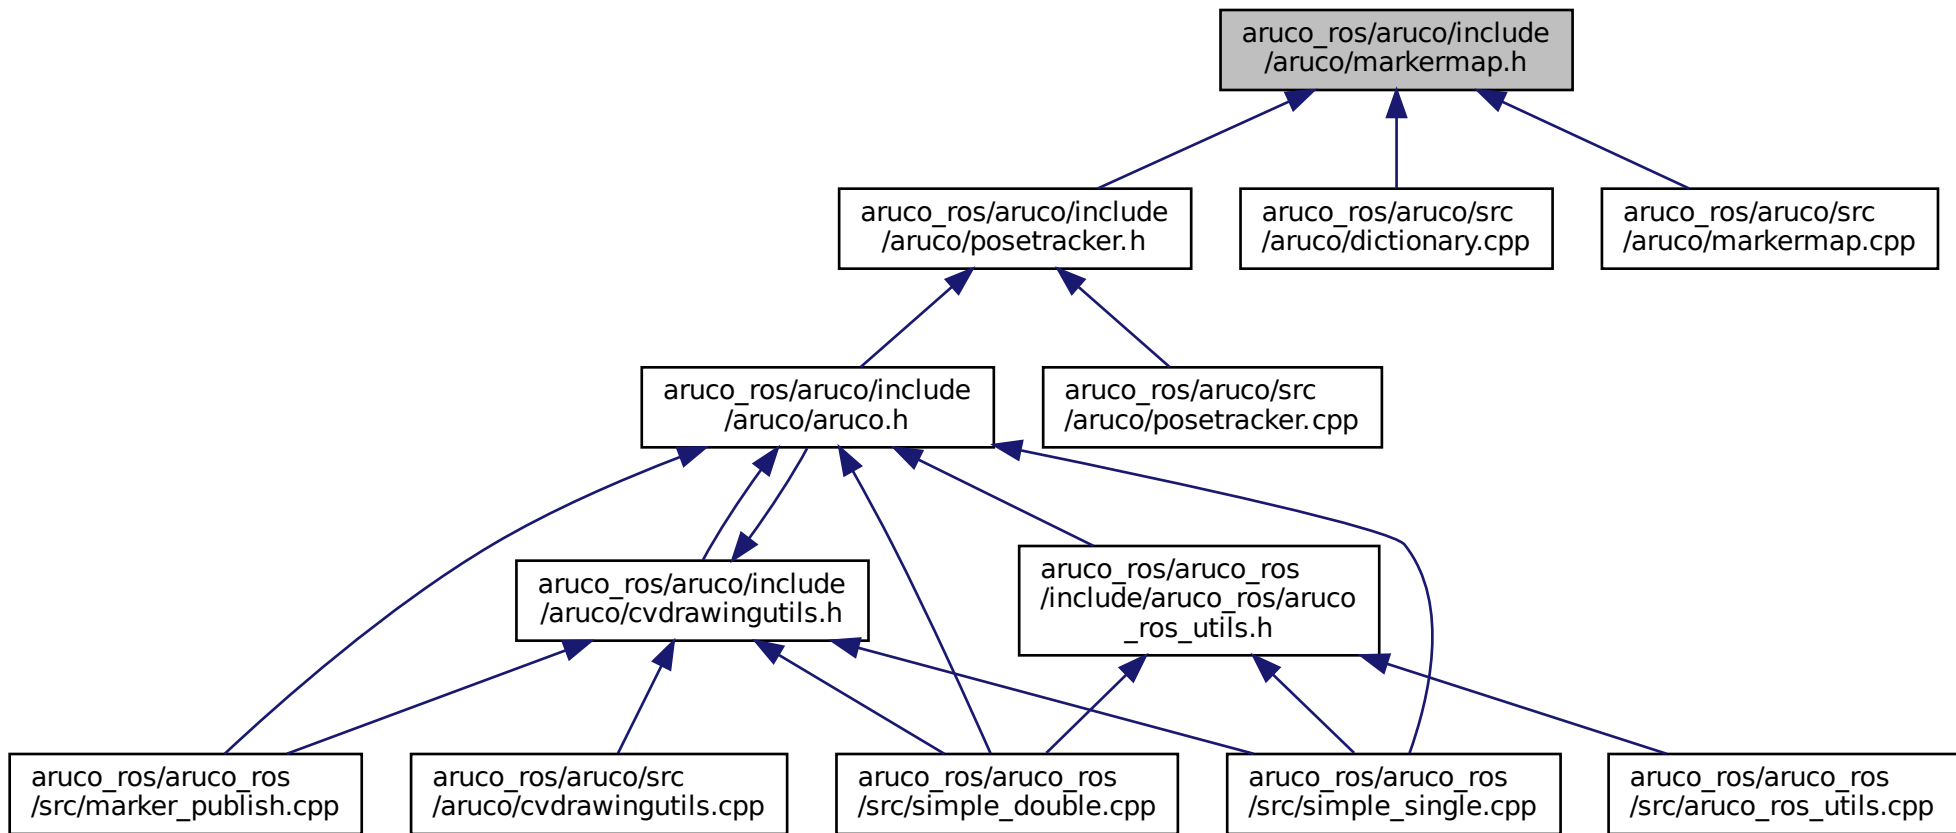 aruco_ros/aruco/include
/aruco/markermap.h
aruco_ros/aruco/include
/aruco/posetracker.h
aruco_ros/aruco/src
/aruco/dictionary.cpp
aruco_ros/aruco/src
/aruco/markermap.cpp
aruco_ros/aruco/include
/aruco/aruco.h
aruco_ros/aruco/src
/aruco/posetracker.cpp
aruco_ros/aruco/include
/aruco/cvdrawingutils.h
aruco_ros/aruco_ros
/include/aruco_ros/aruco
_ros_utils.h
aruco_ros/aruco_ros
/src/marker_publish.cpp
aruco_ros/aruco/src
/aruco/cvdrawingutils.cpp
aruco_ros/aruco_ros
/src/simple_double.cpp
aruco_ros/aruco_ros
/src/simple_single.cpp
aruco_ros/aruco_ros
/src/aruco_ros_utils.cpp